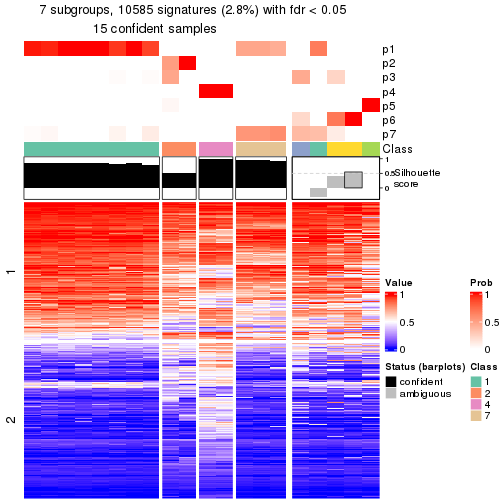 7 subgroups, 10585 signatures (2.8%) with fdr < 0.05
15 confident samples
p1
p2
p3
p4
p5
p6
p7
Class
1
0.5
0
Silhouette
score
1
2
Value
1
0.5
0
Prob
1
0.5
0
Status (barplots)
confident
ambiguous
Class
1
2
4
7